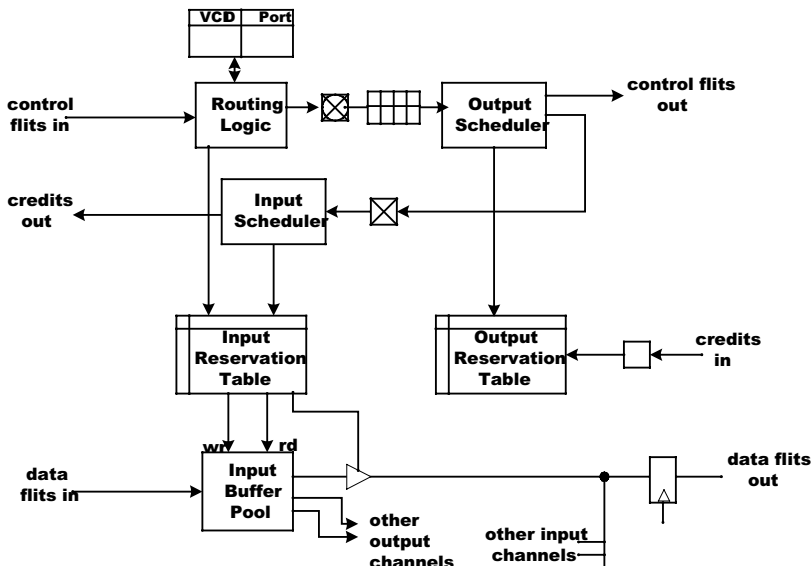 VCID Port
control
flits in
Routing
Logic
Output
Scheduler
control flits
out
credits
out
Input
Scheduler
Input
Reservation
Table
Output
Reservation
Table
credits
in
wr rd
data
flits in
Input
Buffer
Pool
other
output
channels
other input
channels
data flits
out